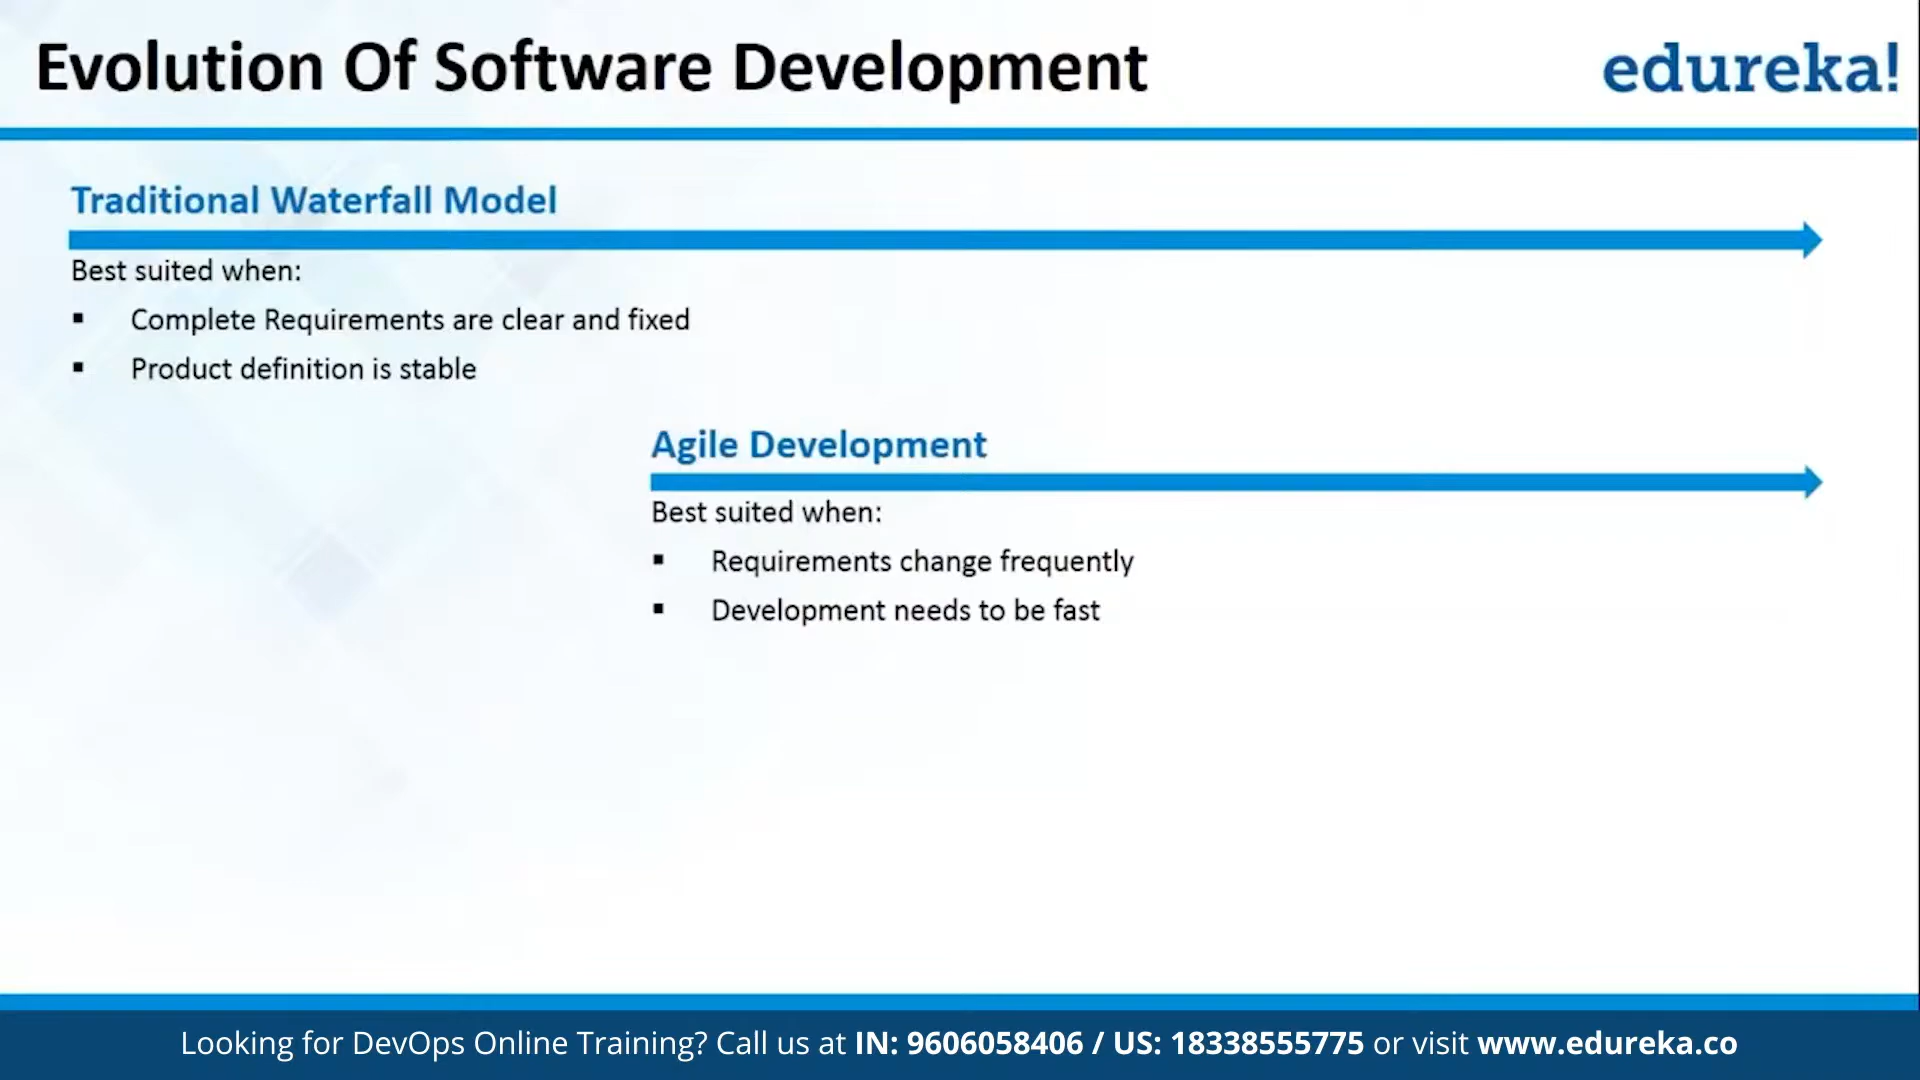 Evolution Of Software Development
edureka!
Traditional Waterfall Model
Best suited when:
▪ Complete Requirements are clear and fixed
▪ Product definition is stable
Agile Development
Best suited when:
▪ Requirements change frequently
▪ Development needs to be fast
Looking for DevOps Online Training? Call us at IN: 9606058406 / US: 18338555775 or visit www.edureka.co